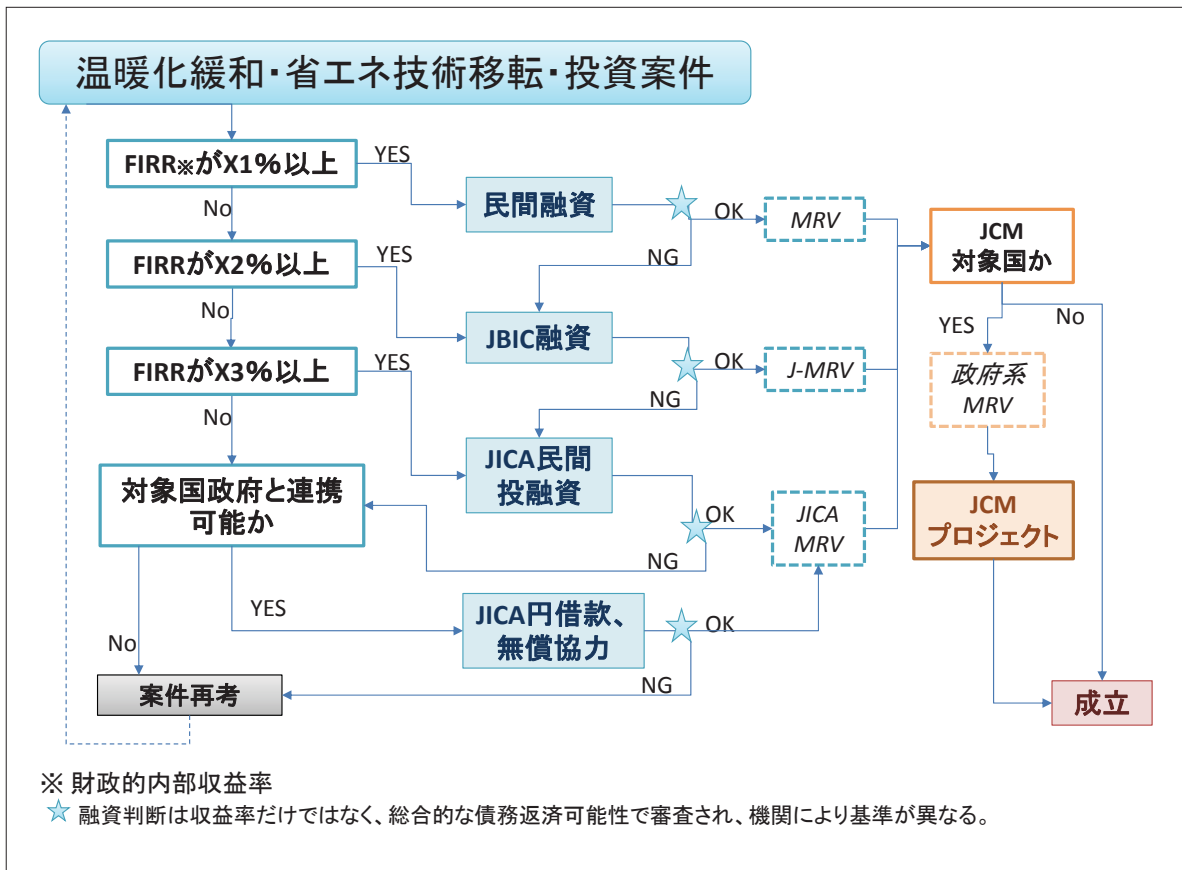 温暖化緩和・省エネ技術移転・投資案件
FIRR※がX1%以上
YES
No
民間融資
OK
NG
MRV
JCM
対象国か
FIRRがX2%以上
YES
No
JBIC融資
OK
NG
J-MRV
YES
No
政府系
MRV
FIRRがX3%以上
YES
No
JICA民間
投融資
OK
NG
JICA
MRV
JCM
プロジェクト
対象国政府と連携
可能か
YES
No
JICA円借款、
無償協力
OK
NG
案件再考
成立
※ 財政的内部収益率
☆ 融資判断は収益率だけではなく、総合的な債務返済可能性で審査され、機関により基準が異なる。